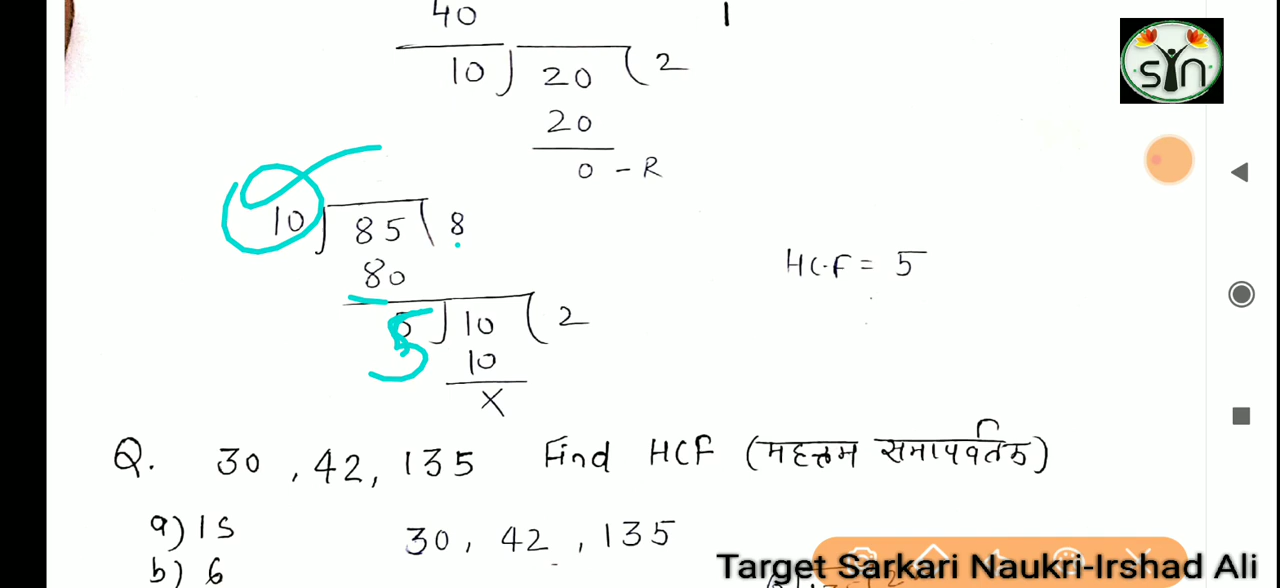 40
10 ) 20 ( 2
20
0 - R
10 ) 85 ( 8
80
5 ) 10 ( 2
10
X
HCF = 5
Q. 30 , 42, 135 Find HCF (महत्तम समापवर्तक)
a) 15
30, 42 , 135
b) 6
SYN
Target Sarkari Naukri-Irshad Ali